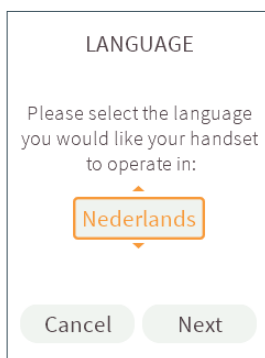 LANGUAGE
Please select the language
you would like your handset
to operate in:
Nederlands
Cancel Next